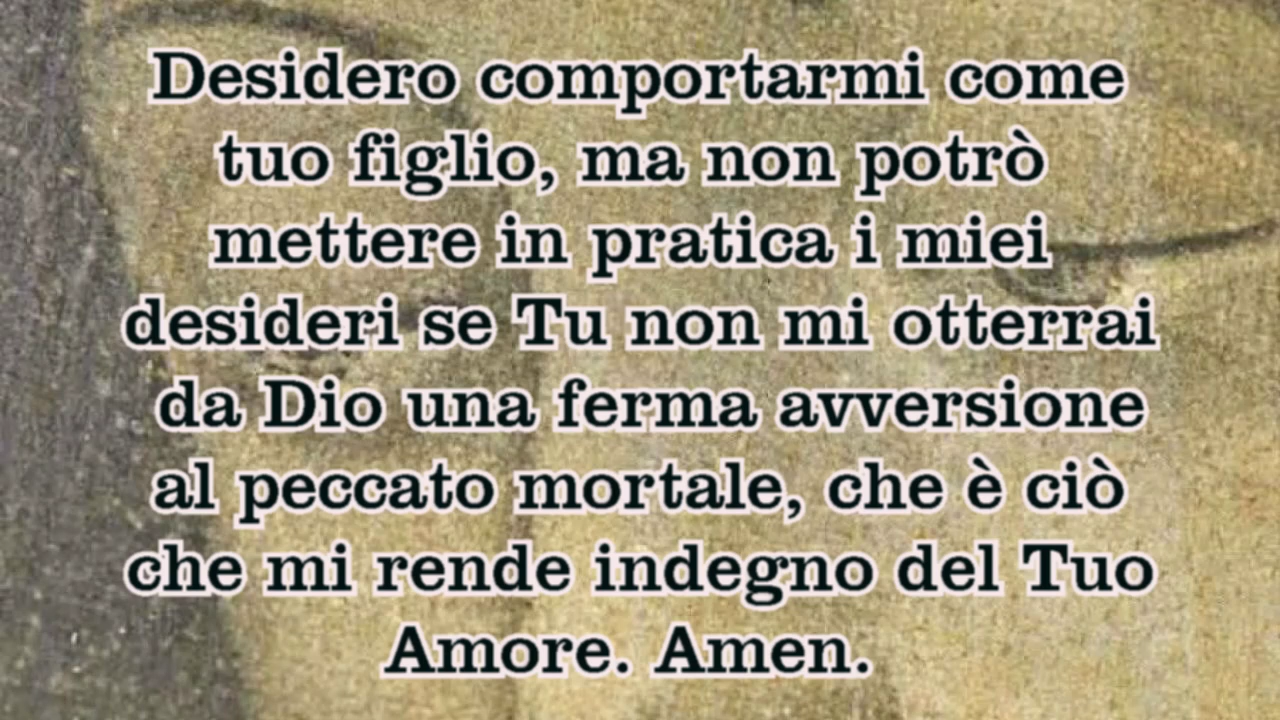 Desidero comportarmi come
tuo figlio, ma non potrò
mettere in pratica i miei
desideri se Tu non mi otterrai
da Dio una ferma avversione
al peccato mortale, che è ciò
che mi rende indegno del Tuo
Amore. Amen.